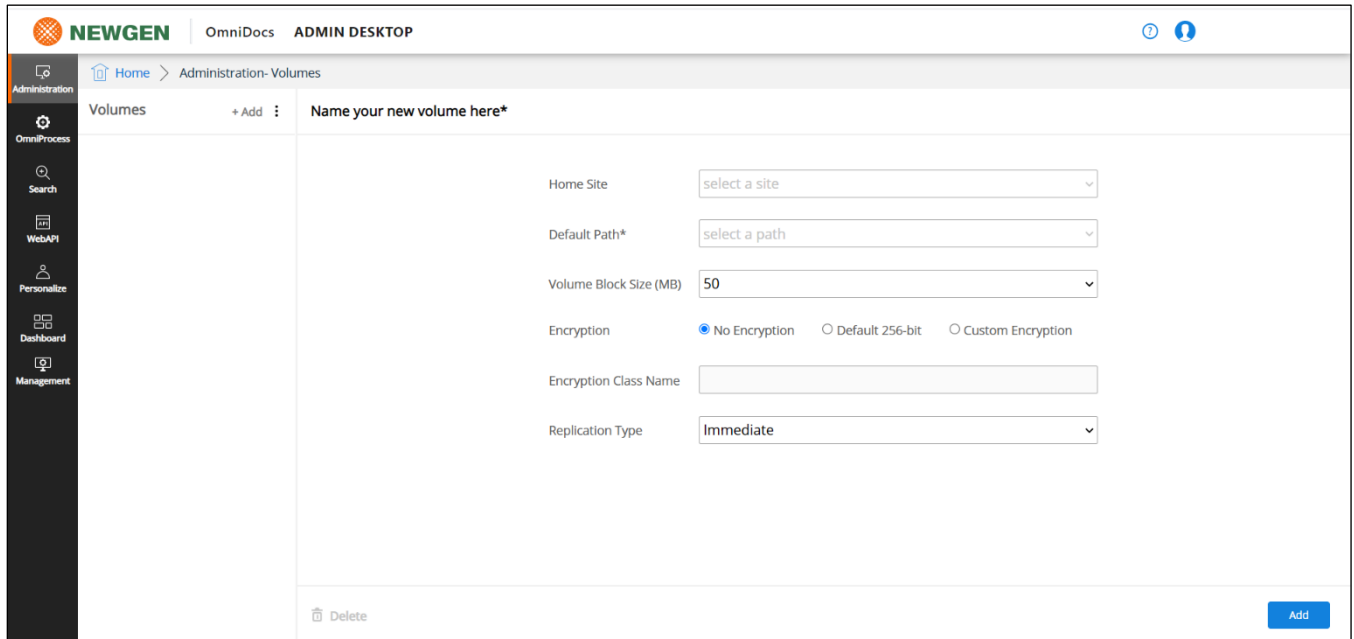 NEWGEN OmniDocs ADMIN DESKTOP ?
Administration
Home > Administration- Volumes
Volumes + Add
Name your new volume here*
OmniProcess
Search
API
WebAPI
Personalize
Dashboard
Management
Home Site select a site
Default Path* select a path
Volume Block Size (MB) 50
Encryption No Encryption Default 256-bit Custom Encryption
Encryption Class Name
Replication Type Immediate
Delete
Add